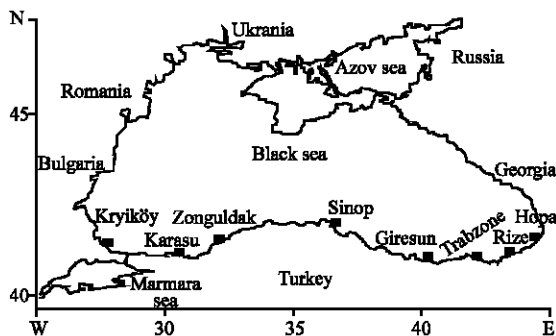 N
Ukrania
Azov sea
Russia
Romania
45
Black sea
Bulgaria
Georgia
Kryiköy
Zonguldak
Sinop
Hopa
Karasu
Giresun
Trabzone
Rize
Marmara
sea
Turkey
40
W
30
35
40
E